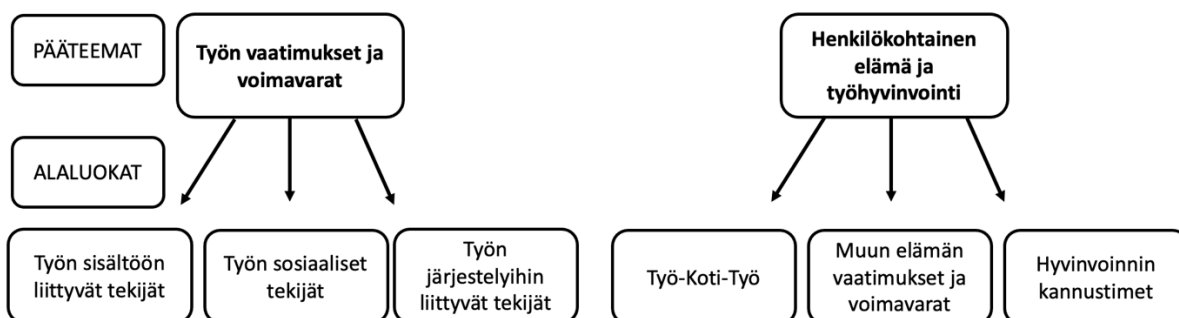 PÄÄTEEMAT
Työn vaatimukset ja
voimavarat
Henkilökohtainen
elämä ja
työhyvinvointi
ALALUOKAT
Työn sisältöön
liittyvät tekijät
Työn sosiaaliset
tekijät
Työn
järjestelyihin
liittyvät tekijät
Työ-Koti-Työ
Muun elämän
vaatimukset ja
voimavarat
Hyvinvoinnin
kannustimet